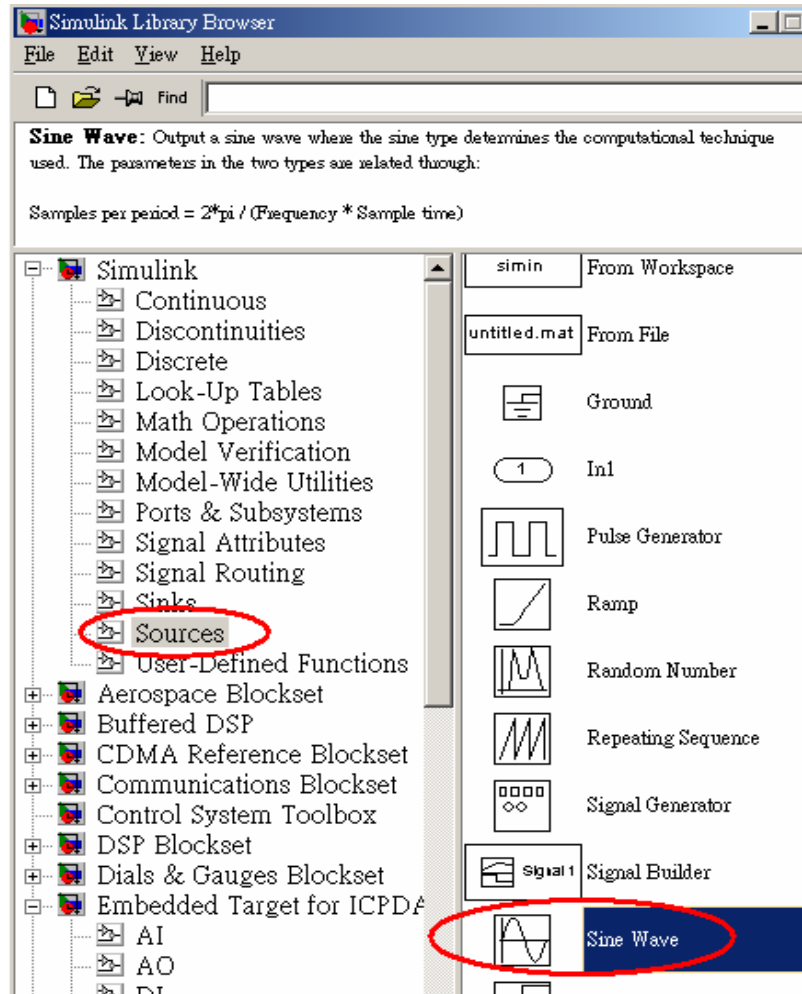 Simulink Library Browser
File Edit View Help
Find
Sine Wave: Output a sine wave where the sine type determines the computational technique
used. The parameters in the two types are related through:
Samples per period = 2*pi / (Frequency * Sample time)
Simulink
Continuous
Discontinuities
Discrete
Look-Up Tables
Math Operations
Model Verification
Model-Wide Utilities
Ports & Subsystems
Signal Attributes
Signal Routing
Sinks
Sources
User-Defined Functions
Aerospace Blockset
Buffered DSP
CDMA Reference Blockset
Communications Blockset
Control System Toolbox
DSP Blockset
Dials & Gauges Blockset
Embedded Target for ICPDA
AI
AO
DI
simin From Workspace
untitled.mat From File
Ground
1 In1
Pulse Generator
Ramp
Random Number
Repeating Sequence
Signal Generator
Signal 1 Signal Builder
Sine Wave